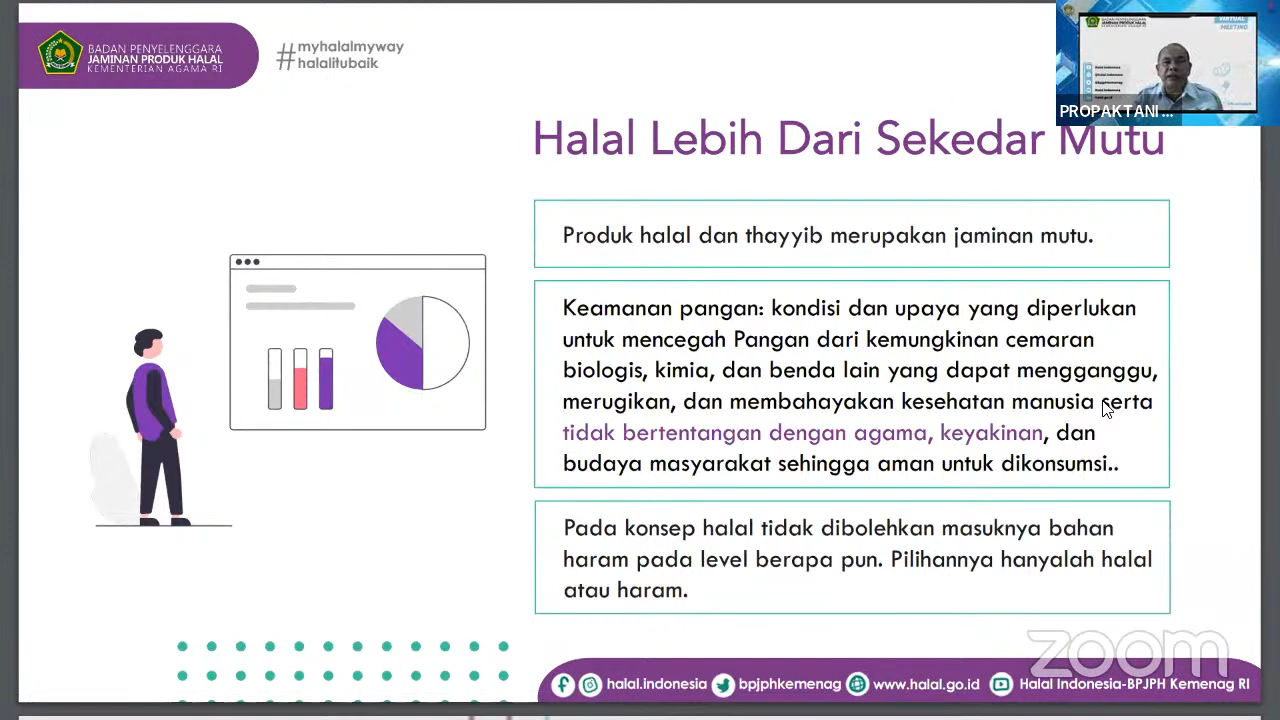 BADAN PENYELENGGARA
JAMINAN PRODUK HALAL
KEMENTERIAN AGAMA RI
#myhalalmyway
halalitubaik
VIRTUAL
MEETING
PROPAKTANI ...
Halal Lebih Dari Sekedar Mutu
Produk halal dan thayyib merupakan jaminan mutu.
Keamanan pangan: kondisi dan upaya yang diperlukan
untuk mencegah Pangan dari kemungkinan cemaran
biologis, kimia, dan benda lain yang dapat mengganggu,
merugikan, dan membahayakan kesehatan manusia serta
tidak bertentangan dengan agama, keyakinan, dan
budaya masyarakat sehingga aman untuk dikonsumsi..
Pada konsep halal tidak dibolehkan masuknya bahan
haram pada level berapa pun. Pilihannya hanyalah halal
atau haram.
zoom
halal.indonesia bpjphkemenag www.halal.go.id Halal Indonesia-BPJPH Kemenag RI